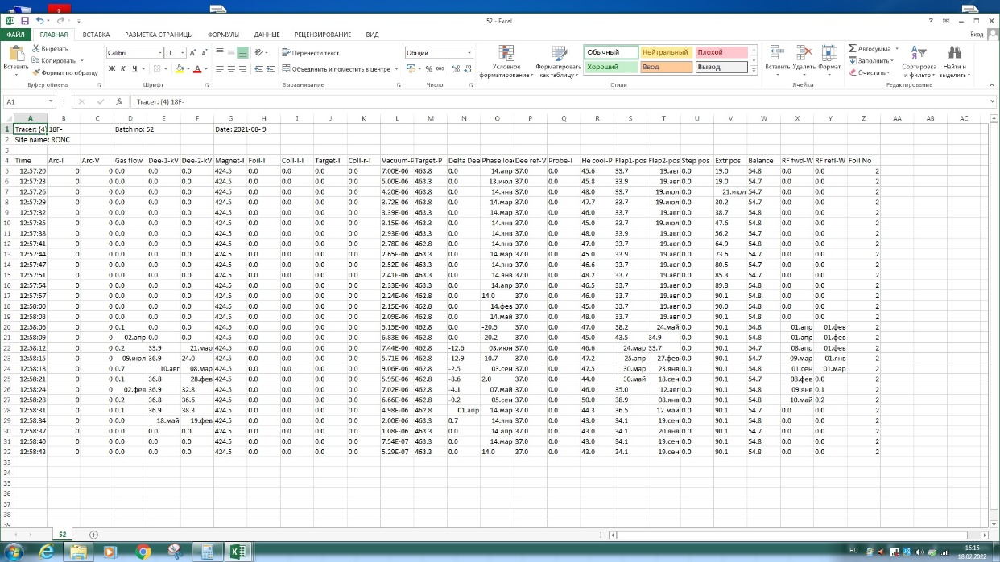 52 - Excel
Вход
ФАЙЛ ГЛАВНАЯ ВСТАВКА РАЗМЕТКА СТРАНИЦЫ ФОРМУЛЫ ДАННЫЕ РЕЦЕНЗИРОВАНИЕ ВИД
Вставить Вырезать Копировать Формат по образцу
Calibri 11 Ж К Ч
Перенести текст Объединить и поместить в центре
Общий % 000
Условное форматирование Форматировать как таблицу
Обычный Нейтральный Плохой
Хороший Ввод Вывод
Вставить Удалить Формат
Автосумма Заполнить Очистить
Сортировка и фильтр Найти и выделить
Буфер обмена Шрифт Выравнивание Число Стили Ячейки Редактирование
A1 fx Tracer: (4) 18F-
A B C D E F G H I J K L M N O P Q R S T U V W X Y Z AA AB AC
1 Tracer: (4) 18F- Batch no: 52 Date: 2021-08- 9
2 Site name: RONC
3
4 Time Arc-I Arc-V Gas flow Dee-1-kV Dee-2-kV Magnet-I Foil-I Coll-l-I Target-I Coll-r-I Vacuum-P Target-P Delta Dee Phase load Dee ref-V Probe-I He cool-P Flap1-pos Flap2-pos Step pos Extr pos Balance RF fwd-W RF refl-W Foil No
5 12:57:20 0 0 0.0 0.0 0.0 424.5 0.0 0.0 0.0 0.0 7.00E-06 463.8 0.0 14.апр 37.0 0.0 45.6 33.7 19.авг 0.0 19.0 54.8 0.0 0.0 2
6 12:57:23 0 0 0.0 0.0 0.0 424.5 0.0 0.0 0.0 0.0 5.00E-06 463.3 0.0 13.июл 37.0 0.0 45.8 33.9 19.авг 0.0 19.0 54.7 0.0 0.0 2
7 12:57:26 0 0 0.0 0.0 0.0 424.5 0.0 0.0 0.0 0.0 4.20E-06 463.4 0.0 14.янв 37.0 0.0 48.0 33.7 19.июл 0.0 21.июл 54.7 0.0 0.0 2
8 12:57:29 0 0 0.0 0.0 0.0 424.5 0.0 0.0 0.0 0.0 3.72E-06 463.8 0.0 14.мар 37.0 0.0 47.7 33.7 19.июл 0.0 30.2 54.7 0.0 0.0 2
9 12:57:32 0 0 0.0 0.0 0.0 424.5 0.0 0.0 0.0 0.0 3.39E-06 463.3 0.0 14.мар 37.0 0.0 46.0 33.7 19.авг 0.0 38.7 54.7 0.0 0.0 2
10 12:57:35 0 0 0.0 0.0 0.0 424.5 0.0 0.0 0.0 0.0 3.15E-06 463.3 0.0 14.янв 37.0 0.0 46.0 33.7 19.июл 0.0 47.6 54.7 0.0 0.0 2
11 12:57:38 0 0 0.0 0.0 0.0 424.5 0.0 0.0 0.0 0.0 2.93E-06 463.3 0.0 14.янв 37.0 0.0 48.0 33.9 19.авг 0.0 56.2 54.7 0.0 0.0 2
12 12:57:41 0 0 0.0 0.0 0.0 424.5 0.0 0.0 0.0 0.0 2.78E-06 462.8 0.0 14.янв 37.0 0.0 47.0 33.7 19.авг 0.0 64.9 54.7 0.0 0.0 2
13 12:57:44 0 0 0.0 0.0 0.0 424.5 0.0 0.0 0.0 0.0 2.65E-06 463.3 0.0 14.мар 37.0 0.0 45.0 33.9 19.авг 0.0 73.6 54.7 0.0 0.0 2
14 12:57:47 0 0 0.0 0.0 0.0 424.5 0.0 0.0 0.0 0.0 2.52E-06 463.3 0.0 14.янв 37.0 0.0 46.6 33.7 19.авг 0.0 80.5 54.7 0.0 0.0 2
15 12:57:51 0 0 0.0 0.0 0.0 424.5 0.0 0.0 0.0 0.0 2.41E-06 463.3 0.0 14.янв 37.0 0.0 48.2 33.7 19.авг 0.0 85.3 54.7 0.0 0.0 2
16 12:57:54 0 0 0.0 0.0 0.0 424.5 0.0 0.0 0.0 0.0 2.33E-06 463.3 0.0 14.апр 37.0 0.0 46.5 33.7 19.авг 0.0 89.8 54.8 0.0 0.0 2
17 12:57:57 0 0 0.0 0.0 0.0 424.5 0.0 0.0 0.0 0.0 2.24E-06 462.8 0.0 14.0 37.0 0.0 46.0 33.7 19.авг 0.0 90.1 54.8 0.0 0.0 2
18 12:58:00 0 0 0.0 0.0 0.0 424.5 0.0 0.0 0.0 0.0 2.15E-06 462.8 0.0 14.фев 37.0 0.0 45.0 33.7 19.авг 0.0 90.0 54.8 0.0 0.0 2
19 12:58:03 0 0 0.0 0.0 0.0 424.5 0.0 0.0 0.0 0.0 2.09E-06 462.8 0.0 14.май 37.0 0.0 45.0 33.7 19.авг 0.0 90.1 54.8 0.0 0.0 2
20 12:58:06 0 0 0.1 0.0 0.0 424.5 0.0 0.0 0.0 0.0 5.15E-06 462.8 0.0 -20.5 37.0 0.0 47.0 38.2 24.май 0.0 90.1 54.8 01.апр 01.фев 2
21 12:58:09 0 0 02.апр 0.0 0.0 424.5 0.0 0.0 0.0 0.0 6.83E-06 462.8 0.0 -20.2 37.0 0.0 45.0 43.5 34.9 0.0 90.1 54.7 01.апр 01.фев 2
22 12:58:12 0 0 0.2 33.9 21.мар 424.5 0.0 0.0 0.0 0.0 7.44E-06 462.8 -12.6 03.июн 37.0 0.0 46.6 24.мар 33.7 0.0 90.1 54.8 08.апр 01.фев 2
23 12:58:15 0 0 09.июл 36.9 24.0 424.5 0.0 0.0 0.0 0.0 5.71E-06 462.8 -12.9 -10.7 37.0 0.0 47.2 25.апр 27.фев 0.0 90.1 54.7 09.мар 01.янв 2
24 12:58:18 0 0 0.7 10.авг 08.мар 424.5 0.0 0.0 0.0 0.0 9.06E-06 462.8 -2.5 03.сен 37.0 0.0 47.5 30.мар 23.янв 0.0 90.1 54.8 01.сен 01.мар 2
25 12:58:21 0 0 0.1 36.8 28.фев 424.5 0.0 0.0 0.0 0.0 5.95E-06 462.8 -8.6 2.0 37.0 0.0 44.0 30.май 18.сен 0.0 90.1 54.7 08.фев 0.0 2
26 12:58:24 0 0 02.фев 36.9 32.8 424.5 0.0 0.0 0.0 0.0 7.02E-06 462.8 -4.1 07.май 37.0 0.0 46.0 35.0 12.авг 0.0 90.1 54.8 09.янв 0.1 2
27 12:58:28 0 0 0.2 36.8 36.6 424.5 0.0 0.0 0.0 0.0 6.66E-06 462.8 -0.2 05.сен 37.0 0.0 50.0 38.9 08.янв 0.0 90.1 54.8 10.май 0.2 2
28 12:58:31 0 0 0.1 36.9 38.3 424.5 0.0 0.0 0.0 0.0 4.98E-06 462.8 01.апр 14.мар 37.0 0.0 44.3 36.5 12.май 0.0 90.1 54.7 0.0 0.0 2
29 12:58:34 0 0 0.0 18.май 19.фев 424.5 0.0 0.0 0.0 0.0 2.00E-06 463.3 0.7 14.янв 37.0 0.0 43.0 34.1 19.сен 0.0 90.1 54.8 0.0 0.0 2
30 12:58:37 0 0 0.0 0.0 0.0 424.5 0.0 0.0 0.0 0.0 1.08E-06 463.3 0.0 14.апр 37.0 0.0 43.0 34.1 20.янв 0.0 90.1 54.8 0.0 0.0 2
31 12:58:40 0 0 0.0 0.0 0.0 424.5 0.0 0.0 0.0 0.0 7.54E-07 463.3 0.0 14.мар 37.0 0.0 43.0 34.1 19.сен 0.0 90.1 54.8 0.0 0.0 2
32 12:58:43 0 0 0.0 0.0 0.0 424.5 0.0 0.0 0.0 0.0 5.29E-07 463.3 0.0 14.0 37.0 0.0 43.0 34.1 19.сен 0.0 90.1 54.8 0.0 0.0 2
33
34
35
36
37
38
39
52
RU 16:15
18.02.2022